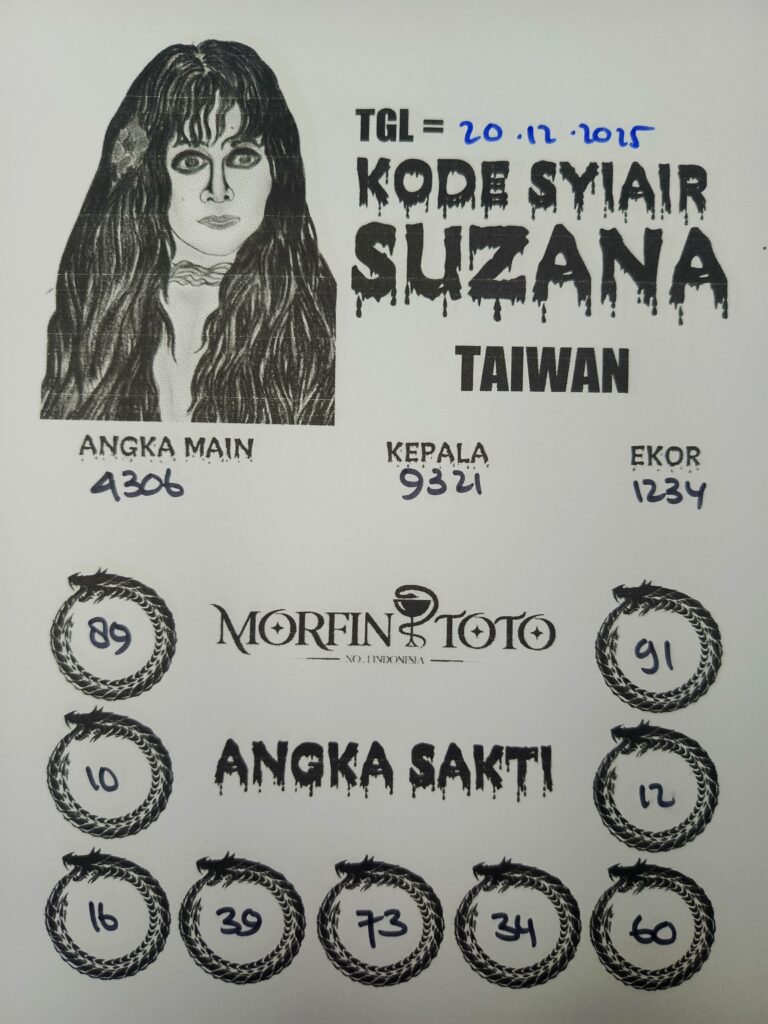 TGL = 20.12.2025
KODE SYIAIR
SUZANA
TAIWAN
ANGKA MAIN KEPALA EKOR
4306 9321 1234
89 MORFIN TOTO 91
NO.1 INDONESIA
10 ANGKA SAKTI 12
16 39 73 34 60